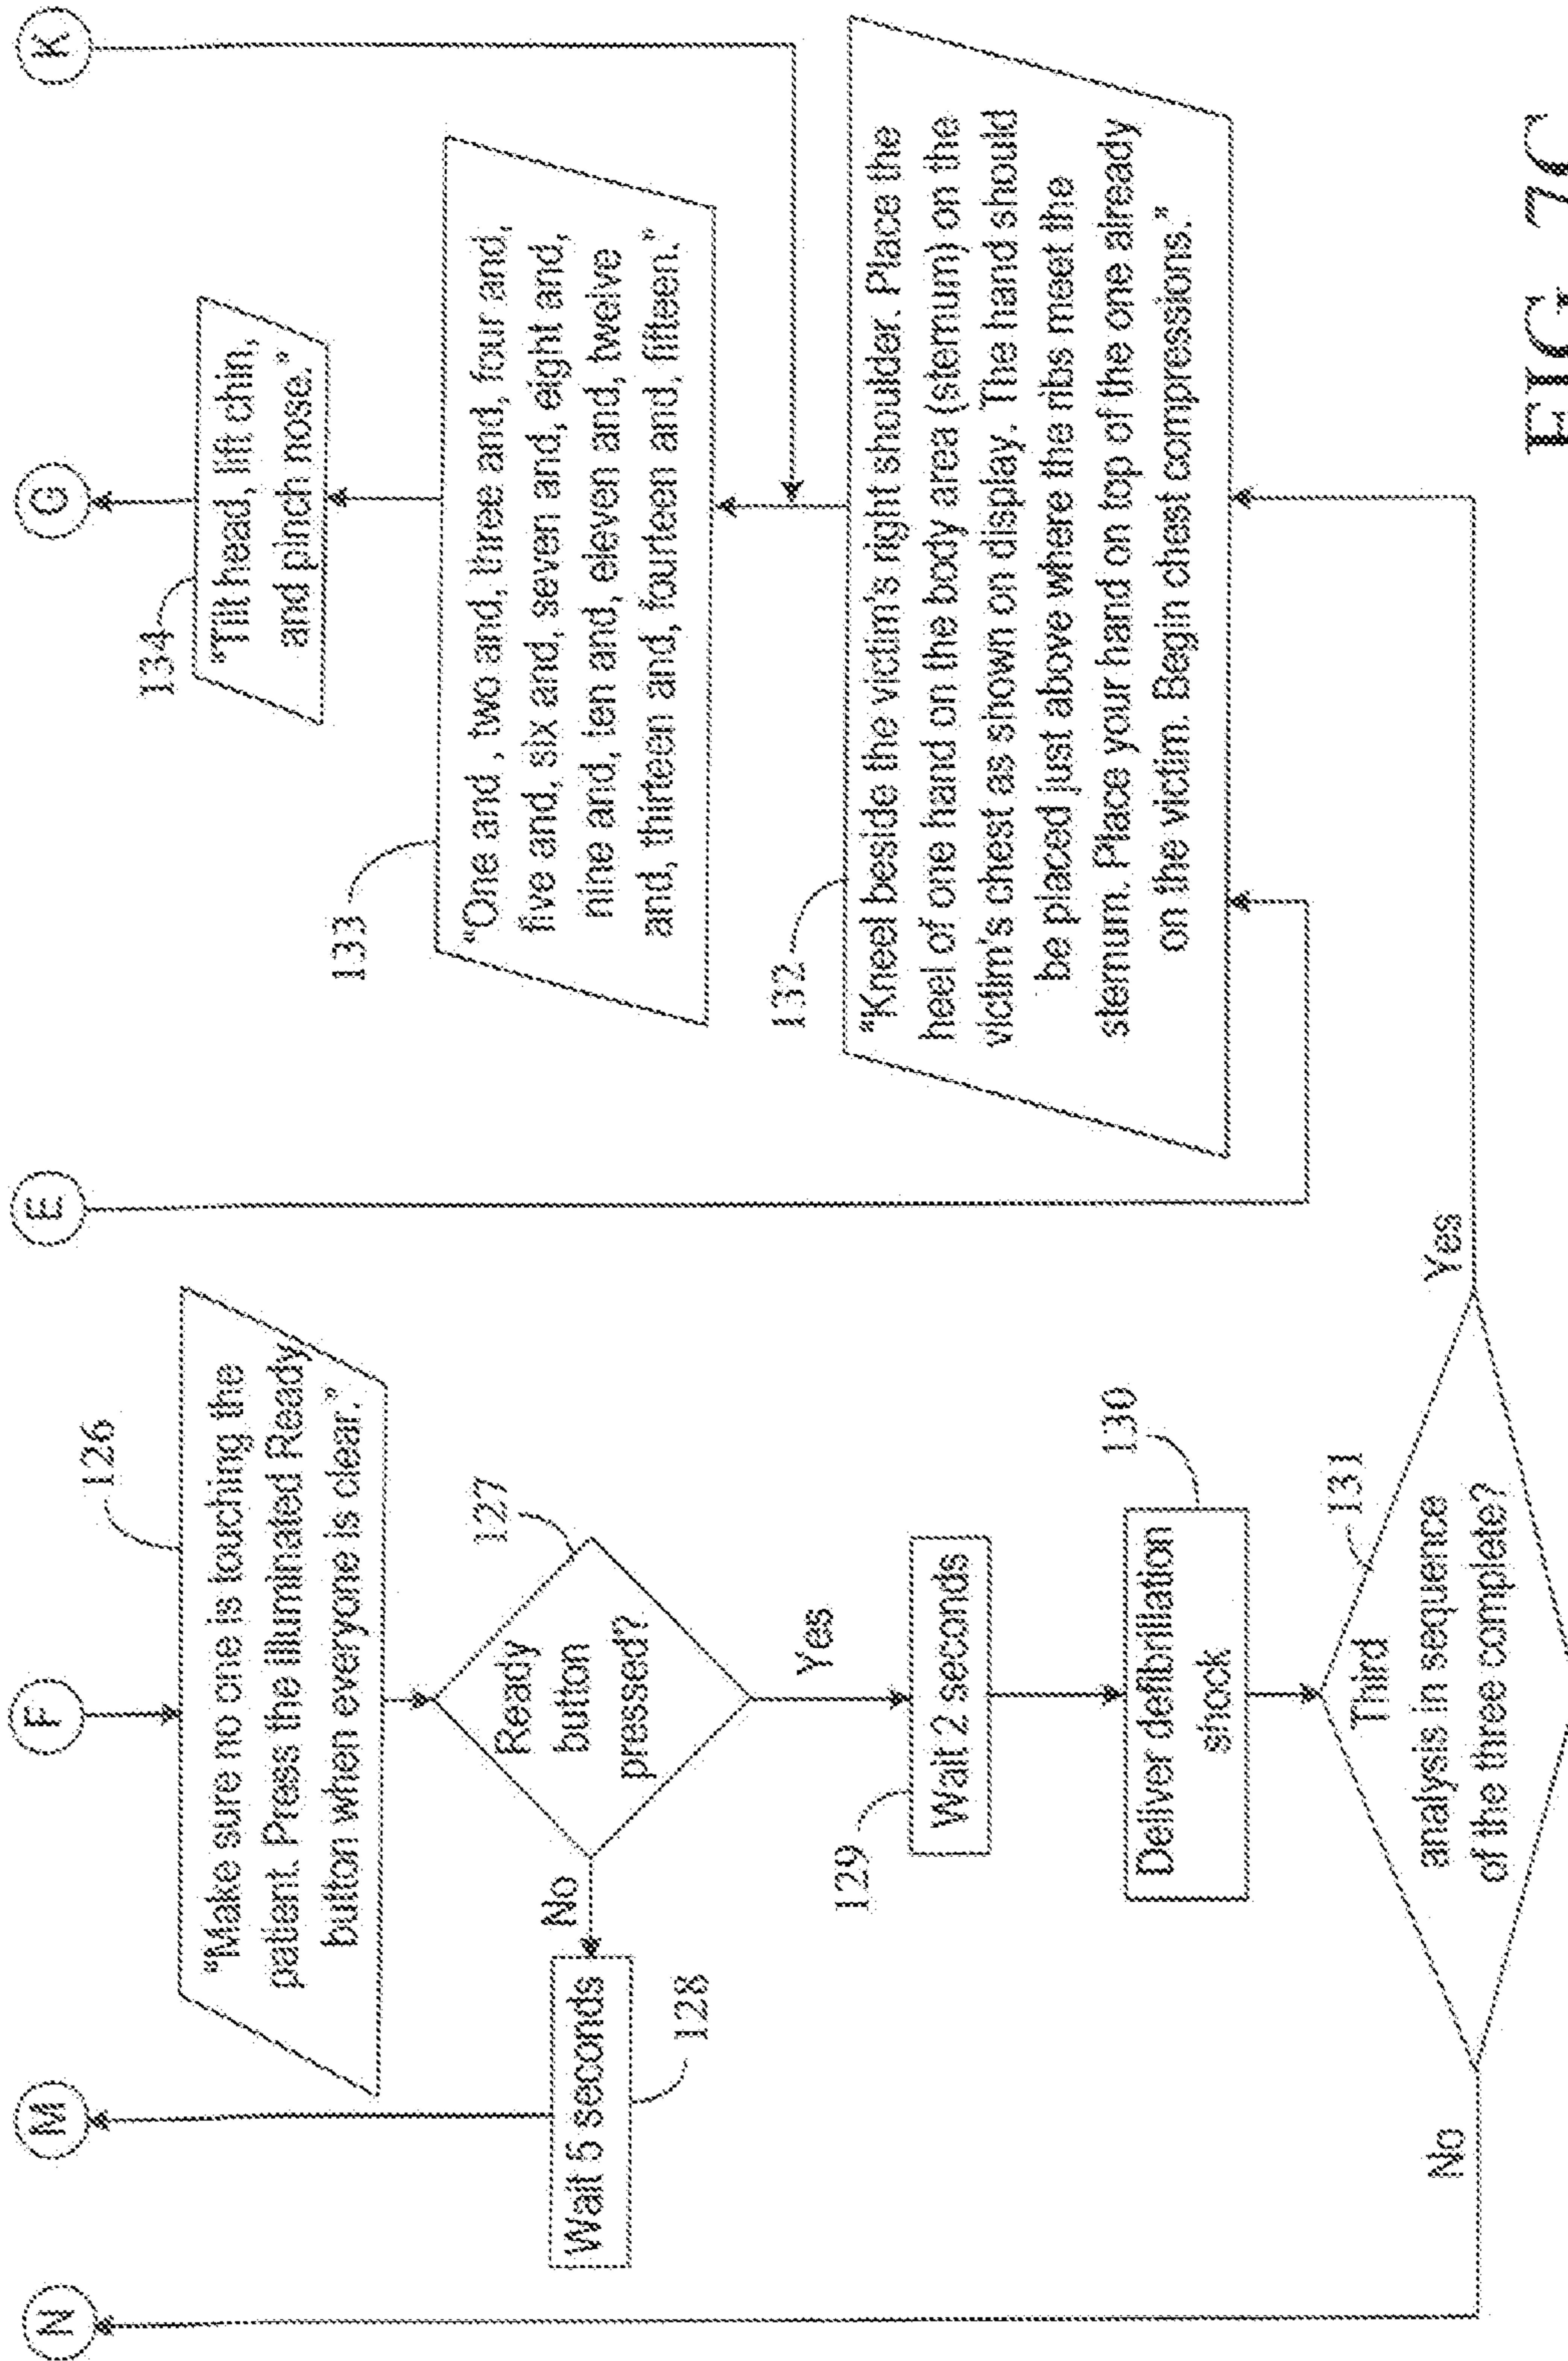 N
M
F
E
G
K
126
"Make sure no one is touching the
patient. Press the illuminated Ready
button when everyone is clear."
127
Ready
button
pressed?
No
Wait 5 seconds
128
Yes
129
Wait 2 seconds
130
Deliver defibrillation
shock
131
Third
analysis in sequence
of the three complete?
No
Yes
134
"Tilt head, lift chin,
and pinch nose."
133
"One and , two and, three and, four and,
five and, six and, seven and, eight and,
nine and, ten and, eleven and, twelve
and, thirteen and, fourteen and, fifteen."
132
"Kneel beside the victim's right shoulder. Place the
heel of one hand on the body area (sternum) on the
victim's chest as shown on display. The hand should
be placed just above where the ribs meet the
sternum. Place your hand on top of the one already
on the victim. Begin chest compressions."